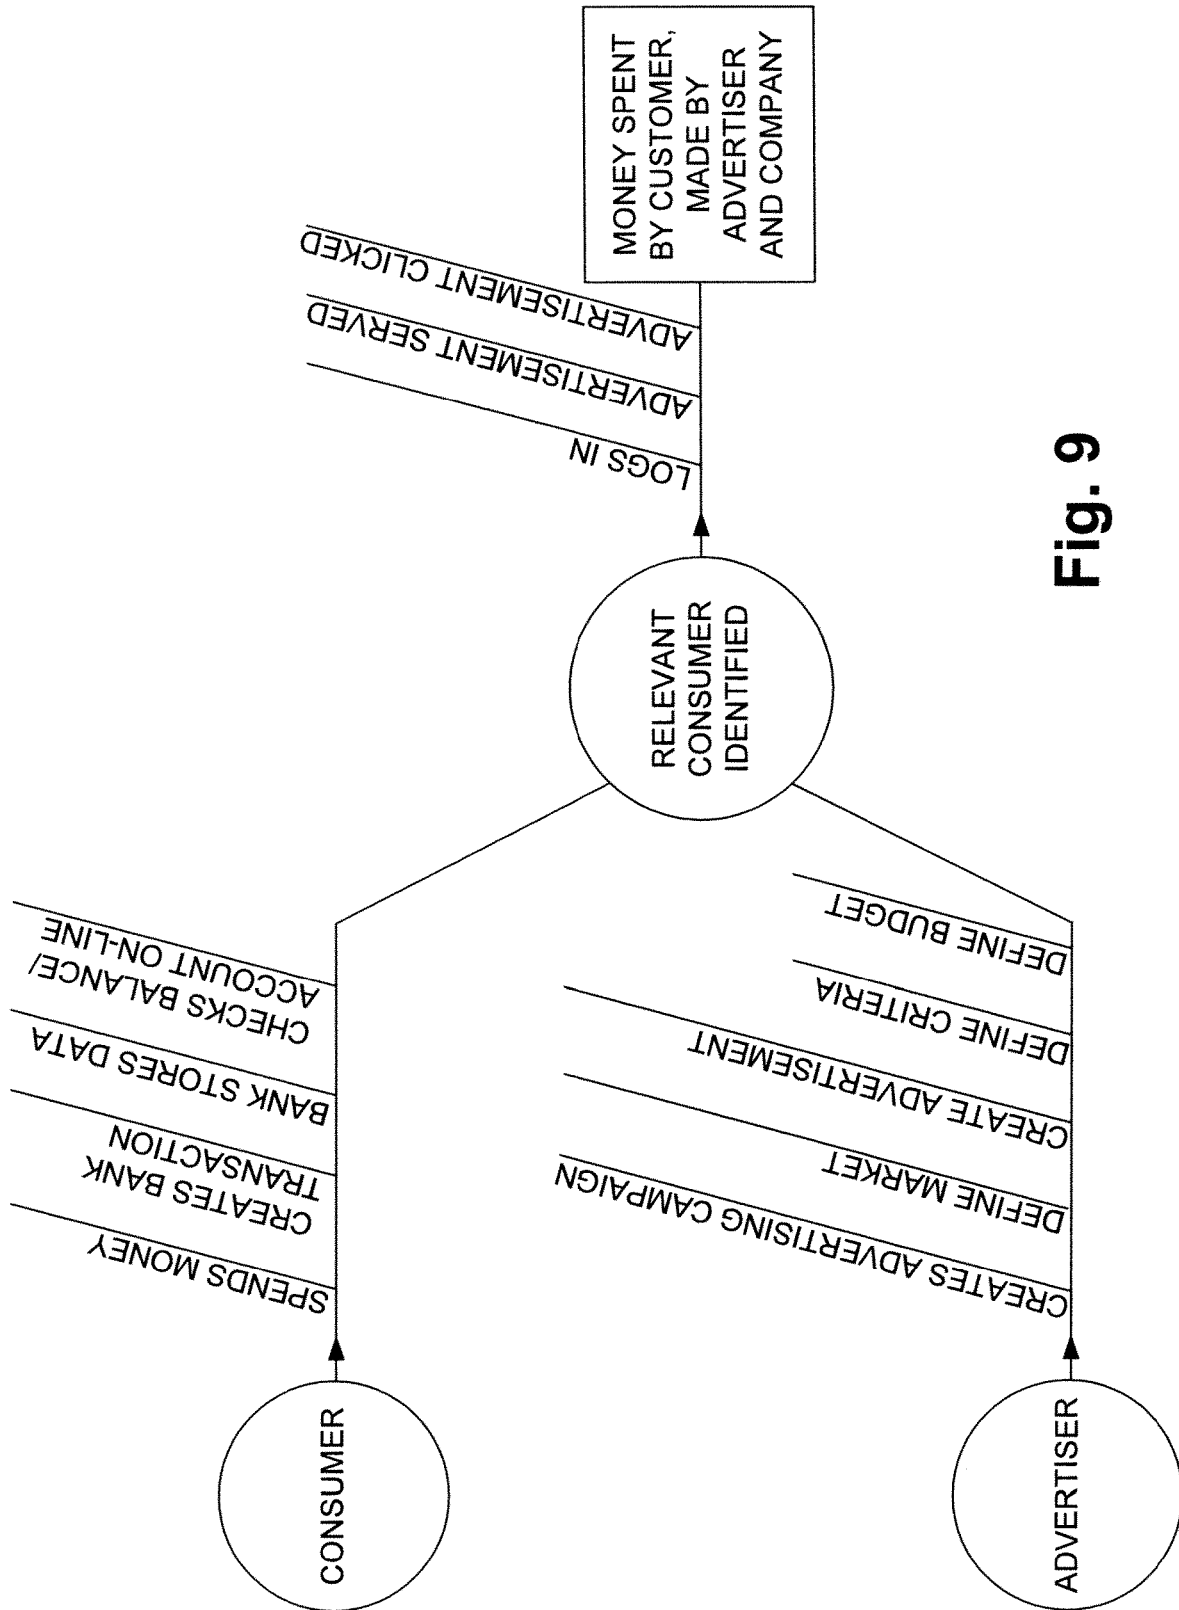 CONSUMER
SPENDS MONEY
CREATES BANK
TRANSACTION
BANK STORES DATA
CHECKS BALANCE/
ACCOUNT ON-LINE
ADVERTISER
CREATES ADVERTISING CAMPAIGN
DEFINE MARKET
CREATE ADVERTISEMENT
DEFINE CRITERIA
DEFINE BUDGET
RELEVANT
CONSUMER
IDENTIFIED
LOGS IN
ADVERTISEMENT SERVED
ADVERTISEMENT CLICKED
MONEY SPENT
BY CUSTOMER,
MADE BY
ADVERTISER
AND COMPANY
Fig. 9